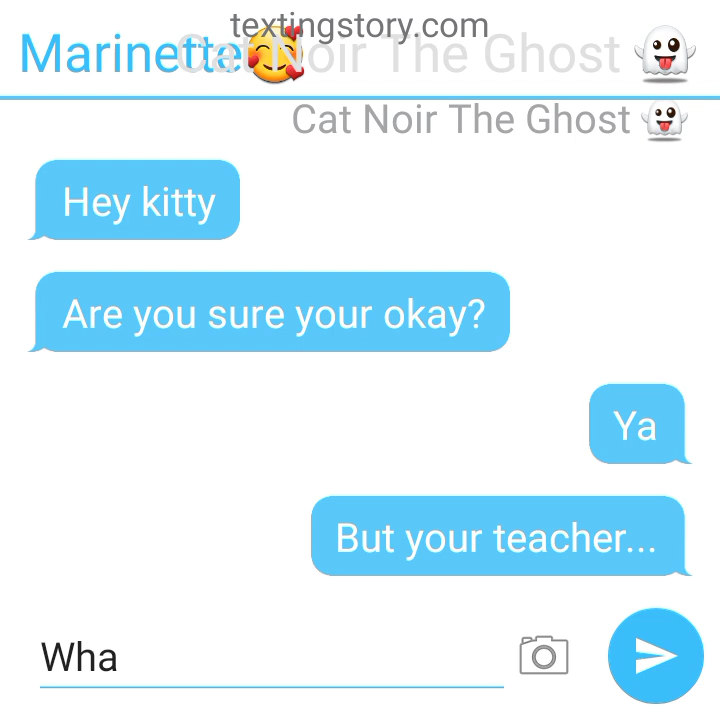 textingstory.com
Marinette🥰 Cat Noir The Ghost 👻
Cat Noir The Ghost 👻
Hey kitty
Are you sure your okay?
Ya
But your teacher...
Wha